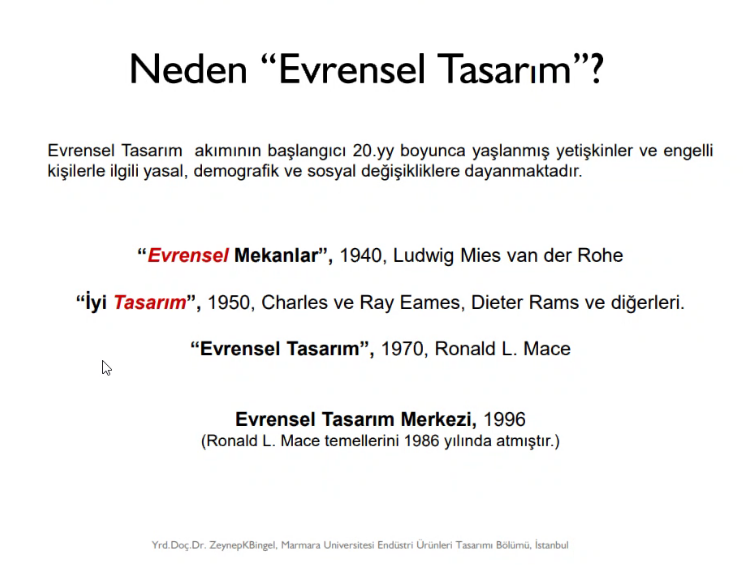 Neden “Evrensel Tasarım”?
Evrensel Tasarım akımının başlangıcı 20.yy boyunca yaşlanmış yetişkinler ve engelli
kişilerle ilgili yasal, demografik ve sosyal değişikliklere dayanmaktadır.
“Evrensel Mekanlar”, 1940, Ludwig Mies van der Rohe
“İyi Tasarım”, 1950, Charles ve Ray Eames, Dieter Rams ve diğerleri.
“Evrensel Tasarım”, 1970, Ronald L. Mace
Evrensel Tasarım Merkezi, 1996
(Ronald L. Mace temellerini 1986 yılında atmıştır.)
Yrd.Doç.Dr. ZeynepKBingel, Marmara Universitesi Endüstri Ürünleri Tasarımı Bölümü, İstanbul